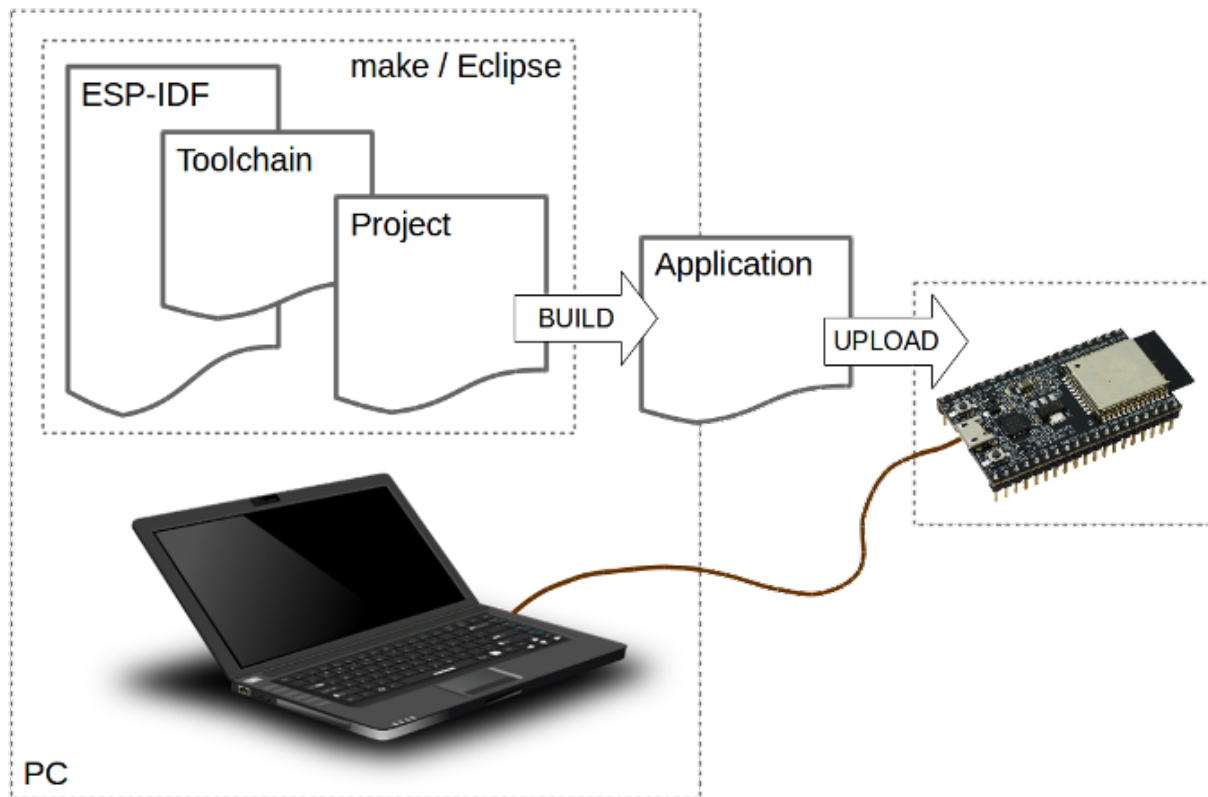 make / Eclipse
ESP-IDF
Toolchain
Project
Application
BUILD
UPLOAD
PC